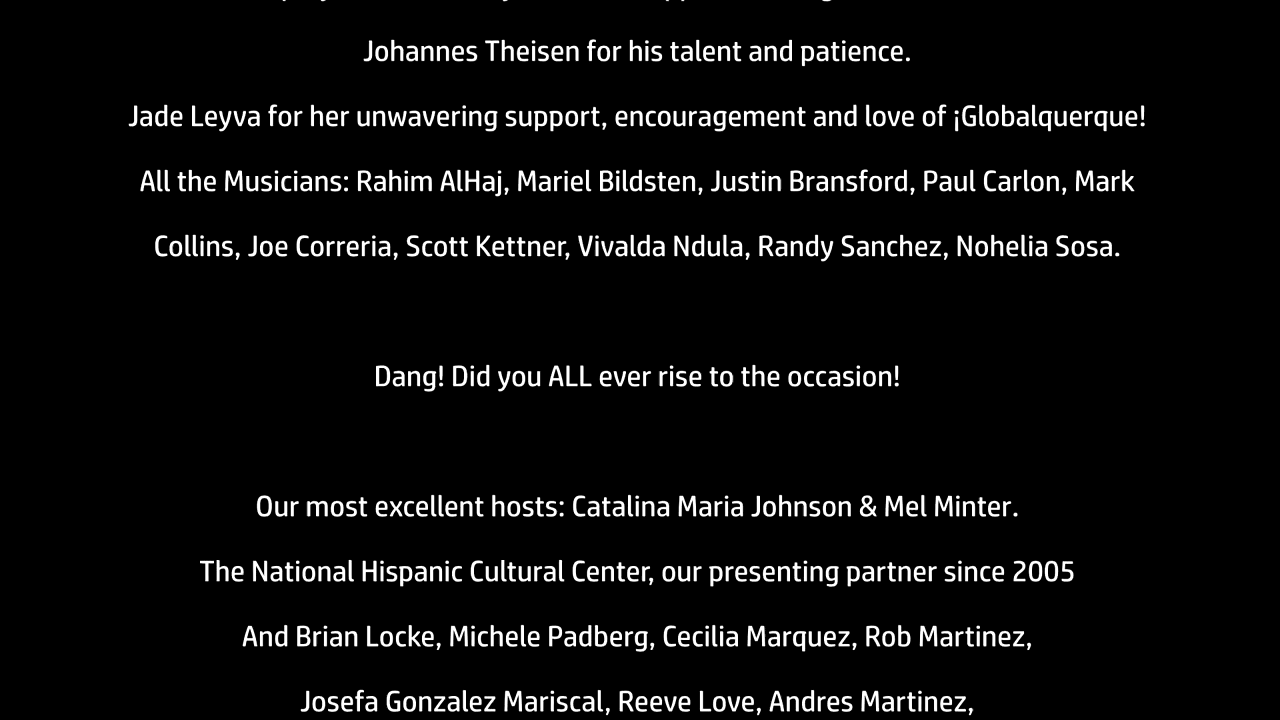 Johannes Theisen for his talent and patience.
Jade Leyva for her unwavering support, encouragement and love of ¡Globalquerque!
All the Musicians: Rahim AlHaj, Mariel Bildsten, Justin Bransford, Paul Carlon, Mark
Collins, Joe Correria, Scott Kettner, Vivalda Ndula, Randy Sanchez, Nohelia Sosa.
Dang! Did you ALL ever rise to the occasion!
Our most excellent hosts: Catalina Maria Johnson & Mel Minter.
The National Hispanic Cultural Center, our presenting partner since 2005
And Brian Locke, Michele Padberg, Cecilia Marquez, Rob Martinez,
Josefa Gonzalez Mariscal, Reeve Love, Andres Martinez,